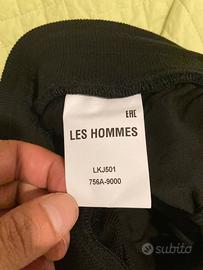 EAC
LES HOMMES
LKJ501
756A-9000
subito